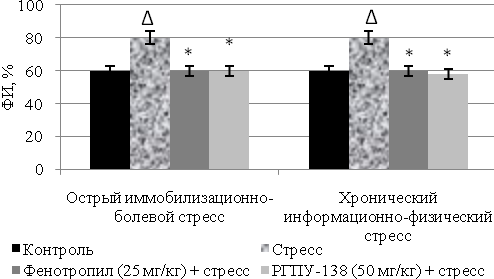 ФИ, %
100
80
60
40
20
0
Δ
*
*
Δ
*
*
Острый иммобилизационно-
болевой стресс
Хронический
информационно-физический
стресс
Контроль
Стресс
Фенотропил (25 мг/кг) + стресс
РГПУ-138 (50 мг/кг) + стресс